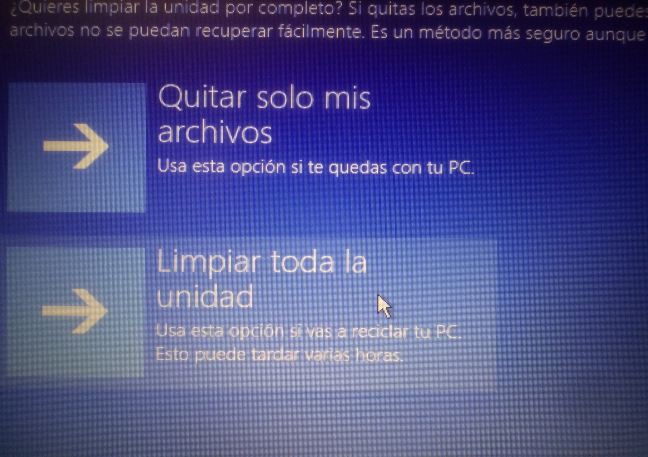 ¿Quieres limpiar la unidad por completo? Si quitas los archivos, también puedes
archivos no se puedan recuperar fácilmente. Es un método más seguro aunque
Quitar solo mis
archivos
Usa esta opción si te quedas con tu PC.
Limpiar toda la
unidad
Usa esta opción si vas a reciclar tu PC.
Esto puede tardar varias horas.